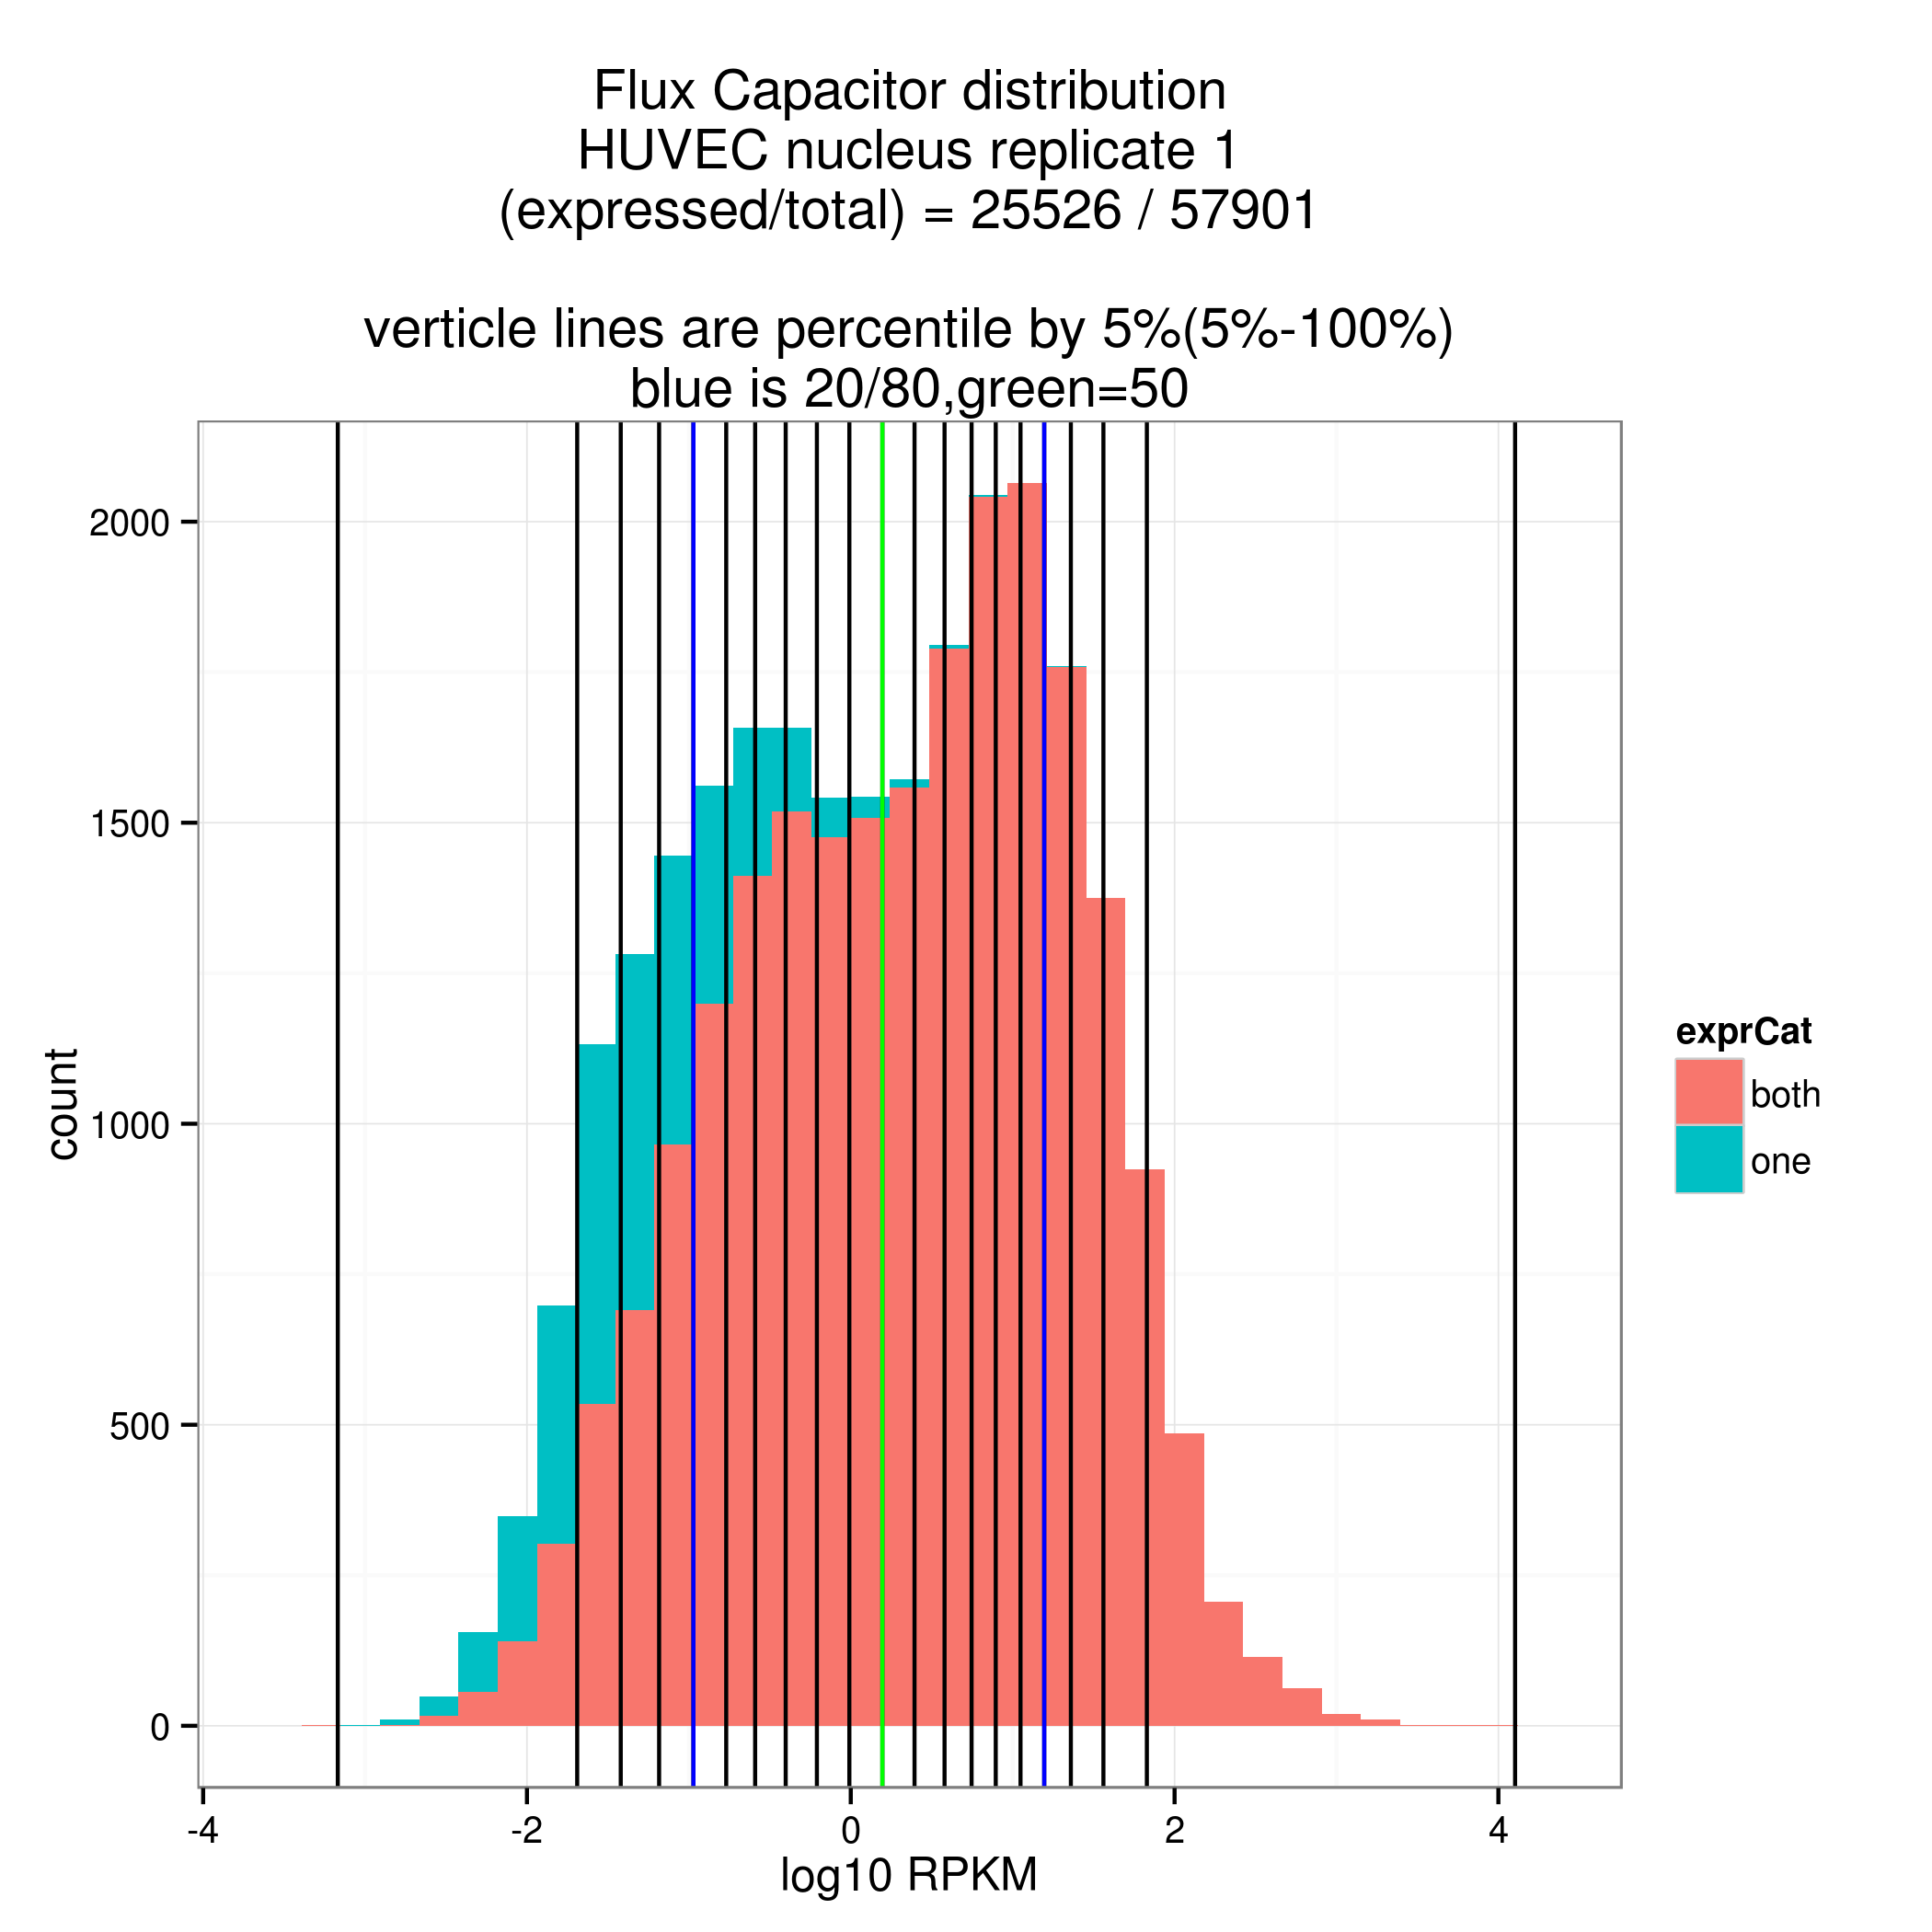 Flux Capacitor distribution
HUVEC nucleus replicate 1
(expressed/total) = 25526 / 57901
verticle lines are percentile by 5%(5%-100%)
blue is 20/80,green=50
2000
1500
1000
500
0
count
-4
-2
0
2
4
log10 RPKM
exprCat
both
one